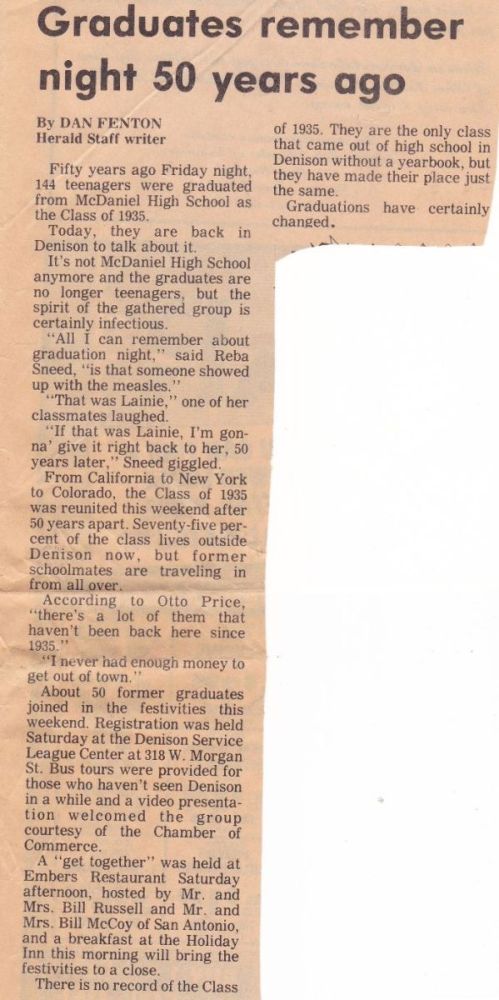 Graduates remember
night 50 years ago
By DAN FENTON
Herald Staff writer
Fifty years ago Friday night,
144 teenagers were graduated
from McDaniel High School as
the Class of 1935.
Today, they are back in
Denison to talk about it.
It's not McDaniel High School
anymore and the graduates are
no longer teenagers, but the
spirit of the gathered group is
certainly infectious.
"All I can remember about
graduation night," said Reba
Sneed, "is that someone showed
up with the measles."
"That was Lainie," one of her
classmates laughed.
"If that was Lainie, I'm gon-
na' give it right back to her, 50
years later," Sneed giggled.
From California to New York
to Colorado, the Class of 1935
was reunited this weekend after
50 years apart. Seventy-five per-
cent of the class lives outside
Denison now, but former
schoolmates are traveling in
from all over.
According to Otto Price,
"there's a lot of them that
haven't been back here since
1935."
"I never had enough money to
get out of town."
About 50 former graduates
joined in the festivities this
weekend. Registration was held
Saturday at the Denison Service
League Center at 318 W. Morgan
St. Bus tours were provided for
those who haven't seen Denison
in a while and a video presenta-
tion welcomed the group
courtesy of the Chamber of
Commerce.
A "get together" was held at
Embers Restaurant Saturday
afternoon, hosted by Mr. and
Mrs. Bill Russell and Mr. and
Mrs. Bill McCoy of San Antonio,
and a breakfast at the Holiday
Inn this morning will bring the
festivities to a close.
There is no record of the Class
of 1935. They are the only class
that came out of high school in
Denison without a yearbook, but
they have made their place just
the same.
Graduations have certainly
changed.